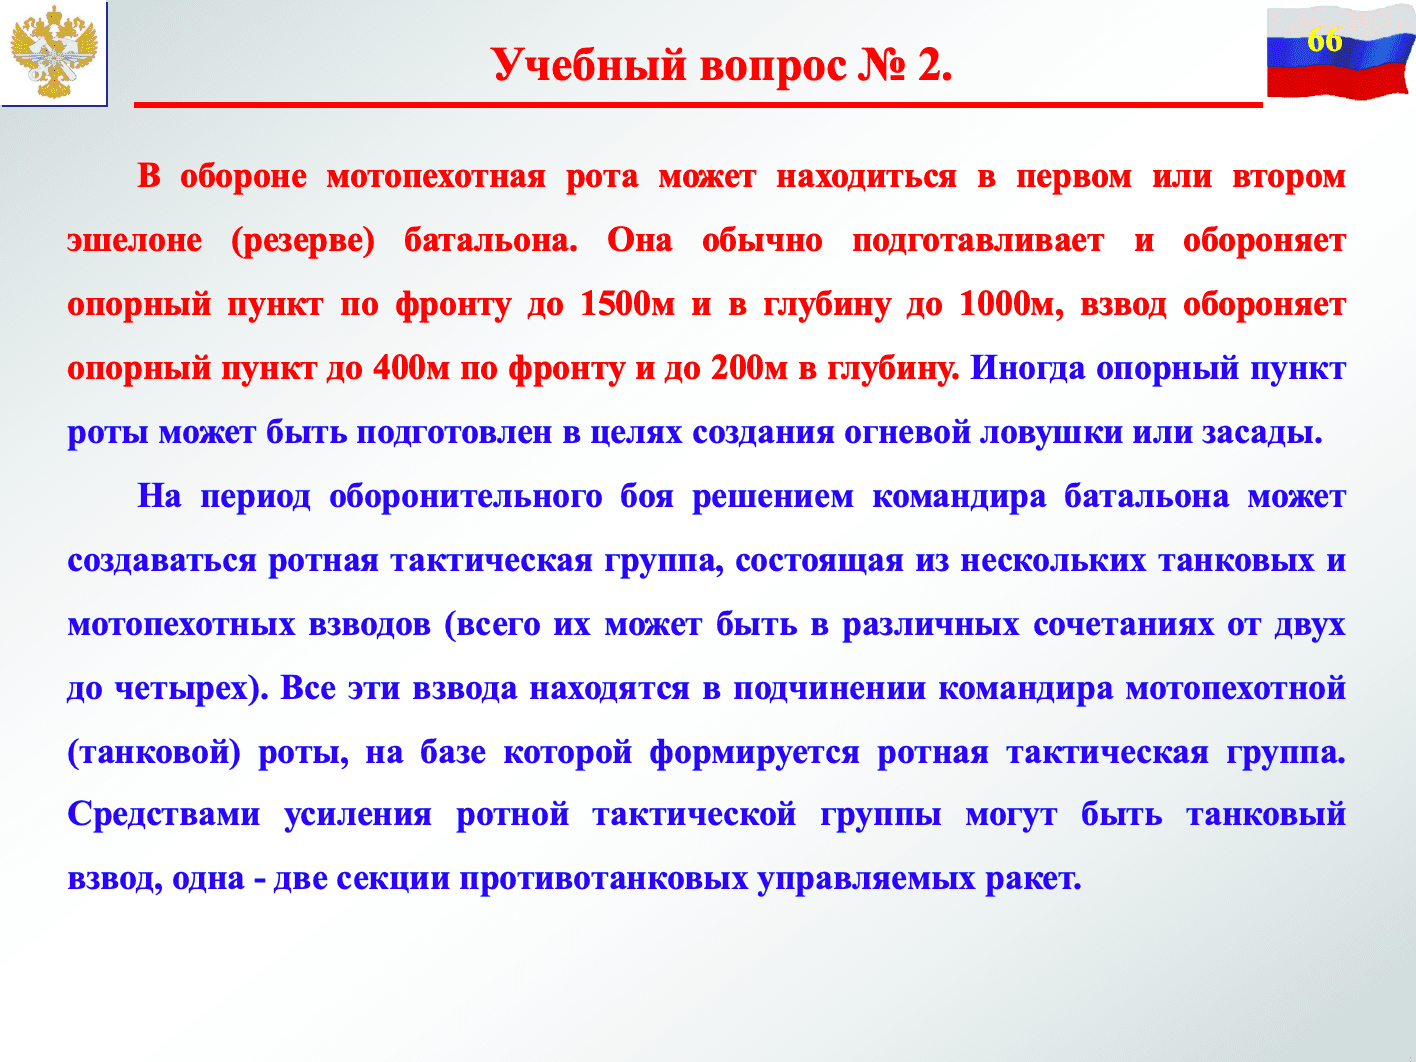 66
Учебный вопрос № 2.
В обороне мотопехотная рота может находиться в первом или втором
эшелоне (резерве) батальона. Она обычно подготавливает и обороняет
опорный пункт по фронту до 1500м и в глубину до 1000м, взвод обороняет
опорный пункт до 400м по фронту и до 200м в глубину. Иногда опорный пункт
роты может быть подготовлен в целях создания огневой ловушки или засады.
На период оборонительного боя решением командира батальона может
создаваться ротная тактическая группа, состоящая из нескольких танковых и
мотопехотных взводов (всего их может быть в различных сочетаниях от двух
до четырех). Все эти взвода находятся в подчинении командира мотопехотной
(танковой) роты, на базе которой формируется ротная тактическая группа.
Средствами усиления ротной тактической группы могут быть танковый
взвод, одна - две секции противотанковых управляемых ракет.